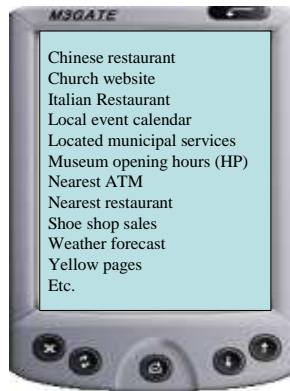 M3GATE
Chinese restaurant
Church website
Italian Restaurant
Local event calendar
Located municipal services
Museum opening hours (HP)
Nearest ATM
Nearest restaurant
Shoe shop sales
Weather forecast
Yellow pages
Etc.